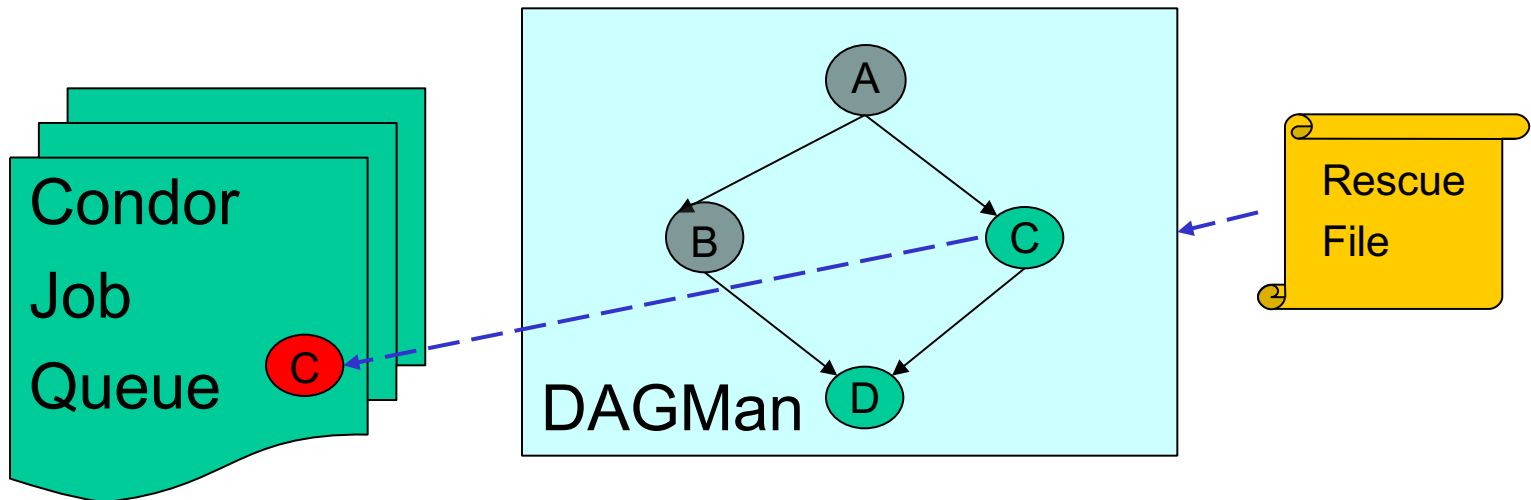 Condor
Job
Queue
C
A
B
C
D
DAGMan
Rescue
File